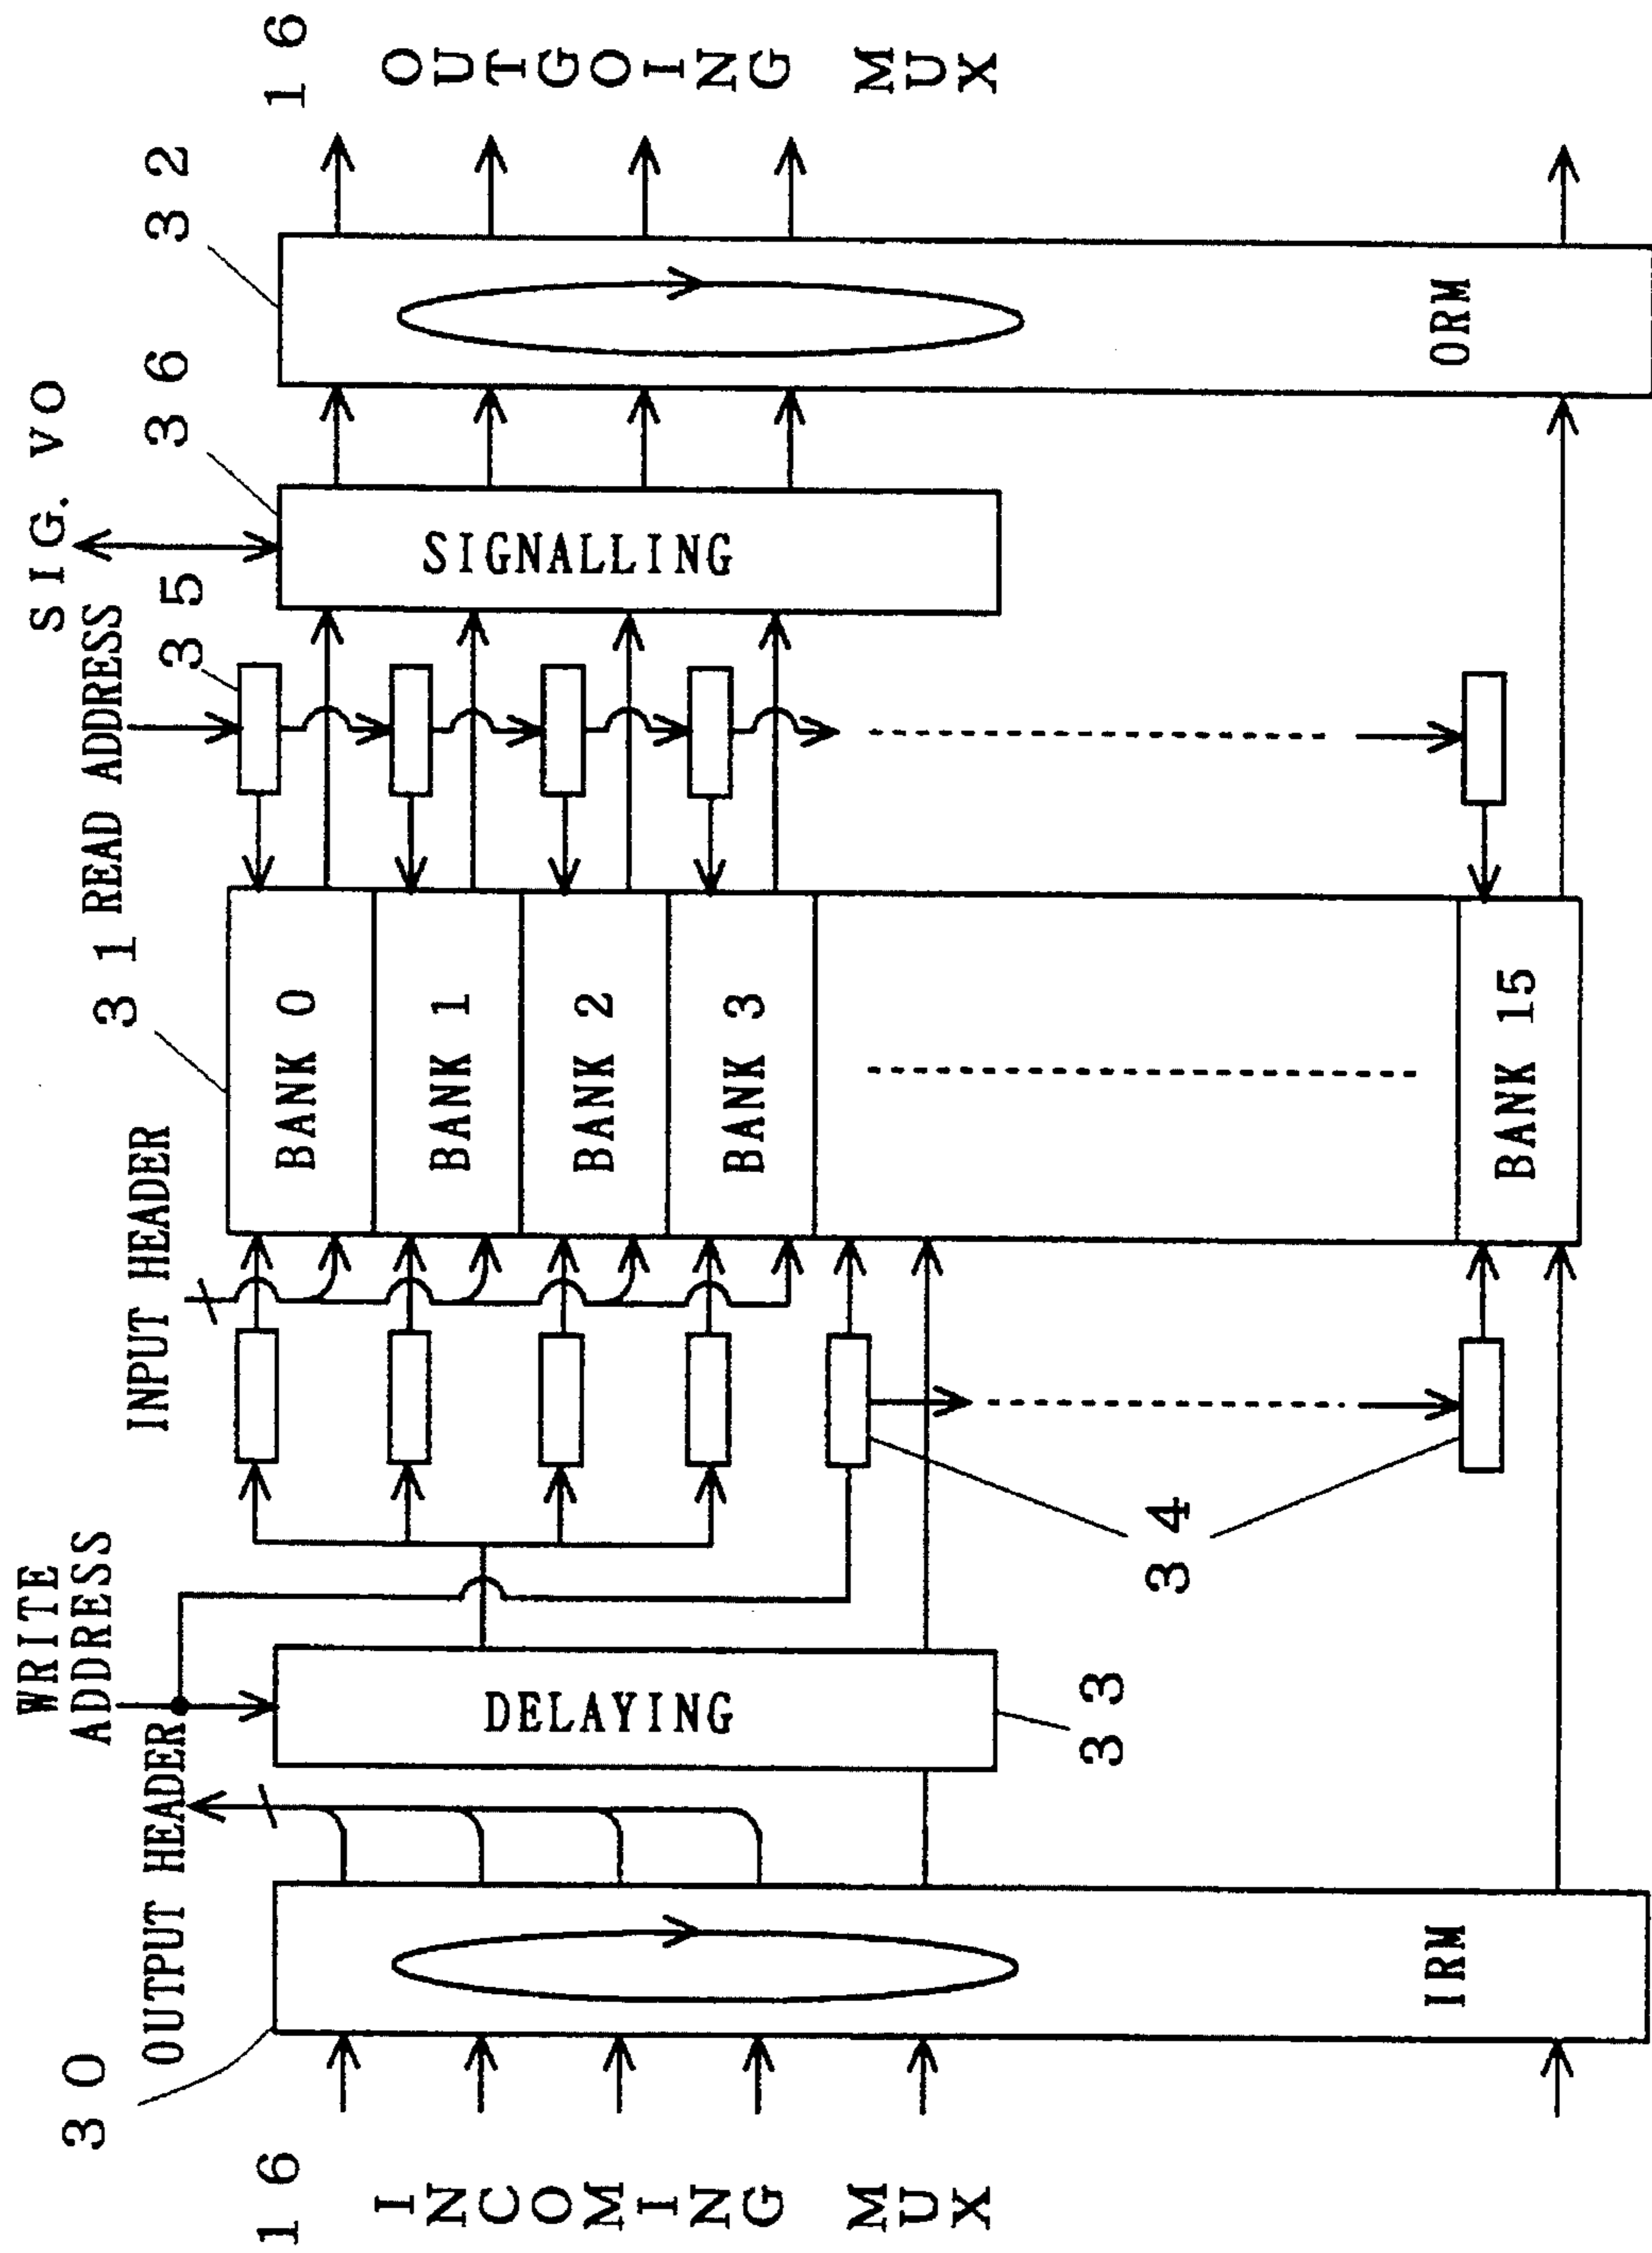 16
INCOMING
MUX
30
IRM
OUTPUT HEADER
WRITE
ADDRESS
DELAYING
33
34
INPUT HEADER
31
BANK 0
BANK 1
BANK 2
BANK 3
BANK 15
READ ADDRESS
35
SIG. VO
36
SIGNALLING
32
ORM
16
OUTGOING
MUX